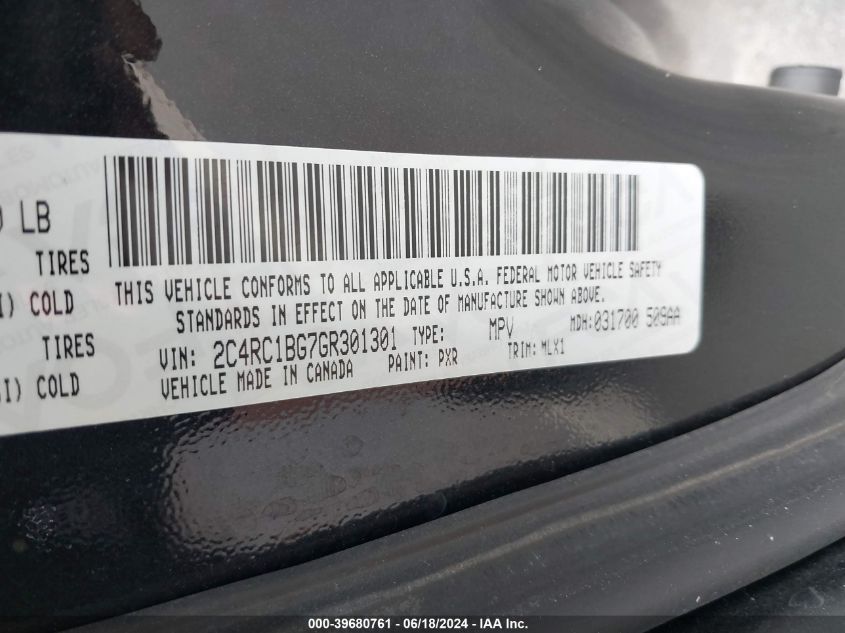 LB
TIRES
COLD
TIRES
COLD
THIS VEHICLE CONFORMS TO ALL APPLICABLE U.S.A. FEDERAL MOTOR VEHICLE SAFETY
STANDARDS IN EFFECT ON THE DATE OF MANUFACTURE SHOWN ABOVE.
VIN: 2C4RC1BG7GR301301 TYPE: MPV MDH:031700 509AA
VEHICLE MADE IN CANADA PAINT: PXR TRIM: MLX1
000-39680761 / 06/18/2024 - IAA Inc.